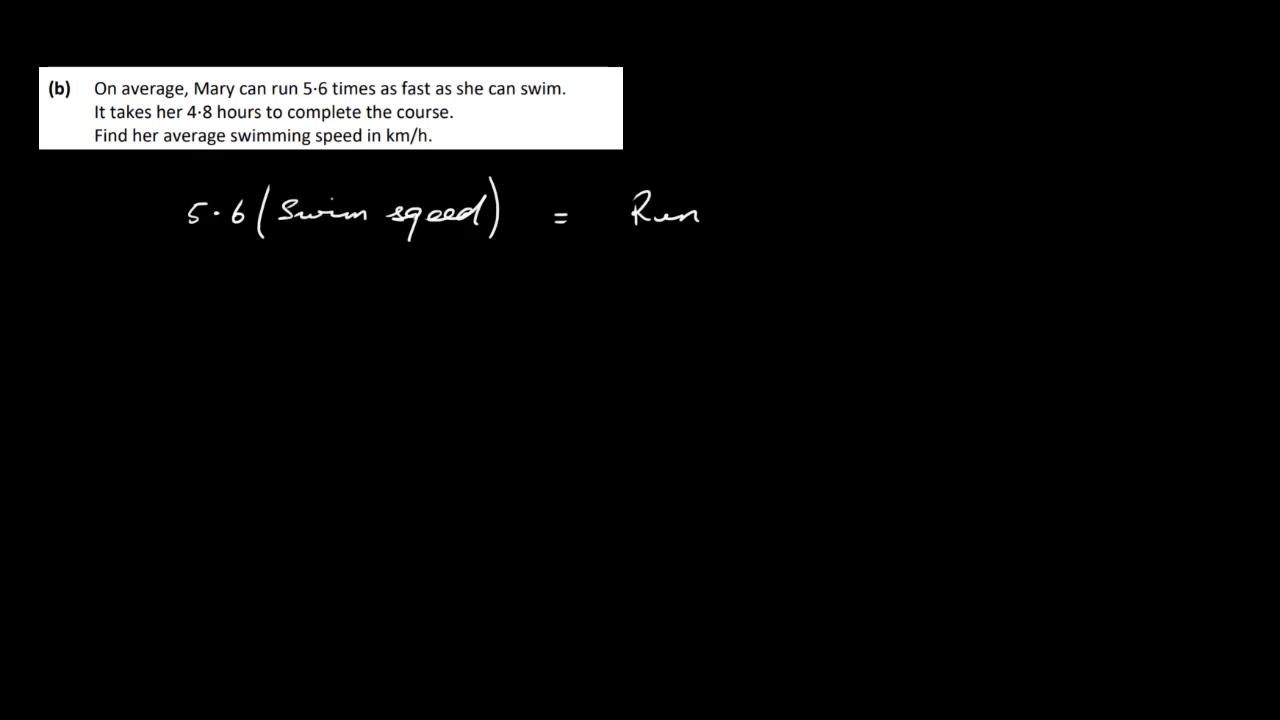 (b) On average, Mary can run 5·6 times as fast as she can swim.
It takes her 4·8 hours to complete the course.
Find her average swimming speed in km/h.
5·6 (Swim speed) = Run